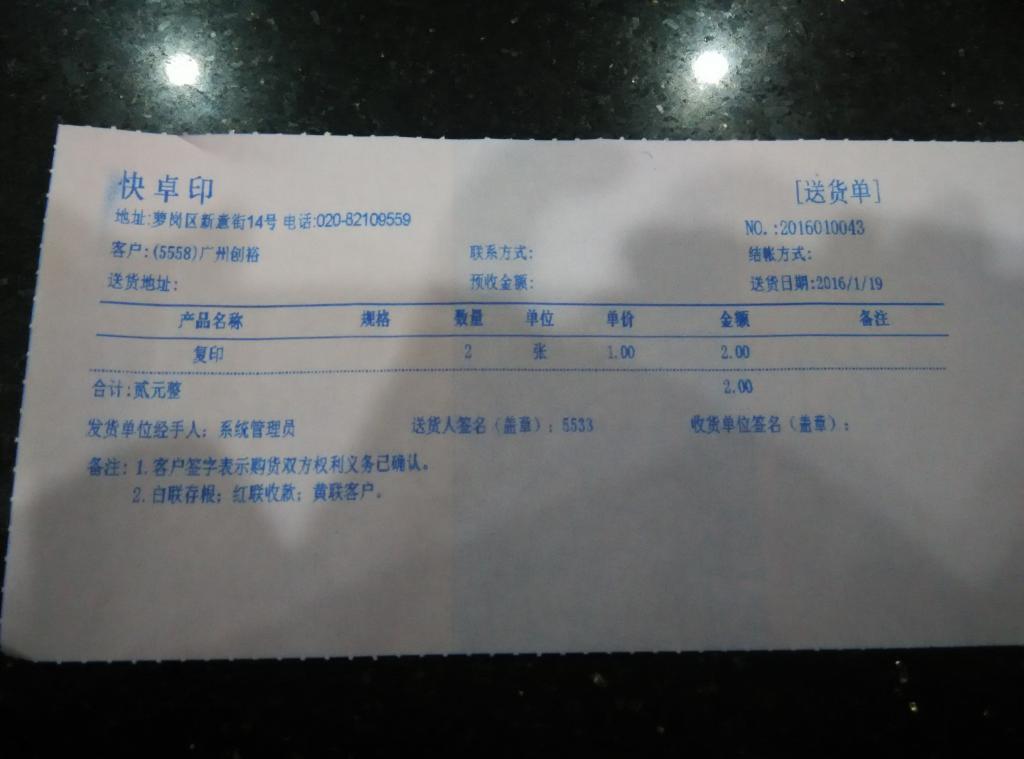 快卓印 [送货单]
地址:萝岗区新意街14号 电话:020-82109559 NO.:2016010043
客户:(5558)广州创裕 联系方式: 结帐方式:
送货地址: 预收金额: 送货日期:2016/1/19
产品名称 规格 数量 单位 单价 金额 备注
复印 2 张 1.00 2.00
合计:贰元整 2.00
发货单位经手人：系统管理员 送货人签名（盖章）：5533 收货单位签名（盖章）：
备注：1.客户签字表示购货双方权利义务已确认。
2.白联存根；红联收款；黄联客户。